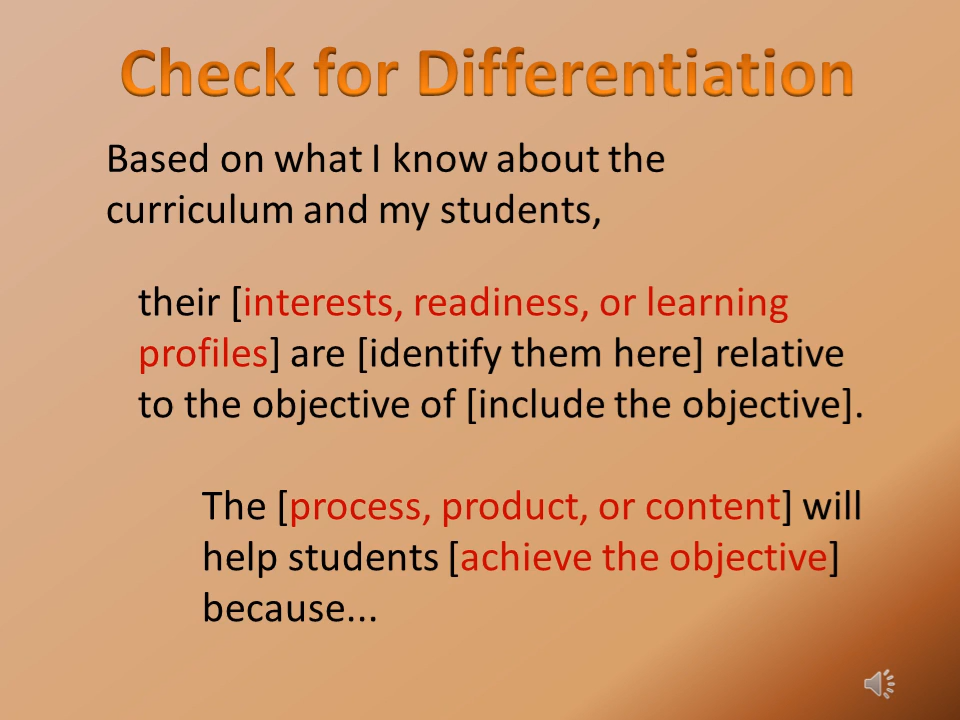 Check for Differentiation
Based on what I know about the
curriculum and my students,
their [interests, readiness, or learning
profiles] are [identify them here] relative
to the objective of [include the objective].
The [process, product, or content] will
help students [achieve the objective]
because...